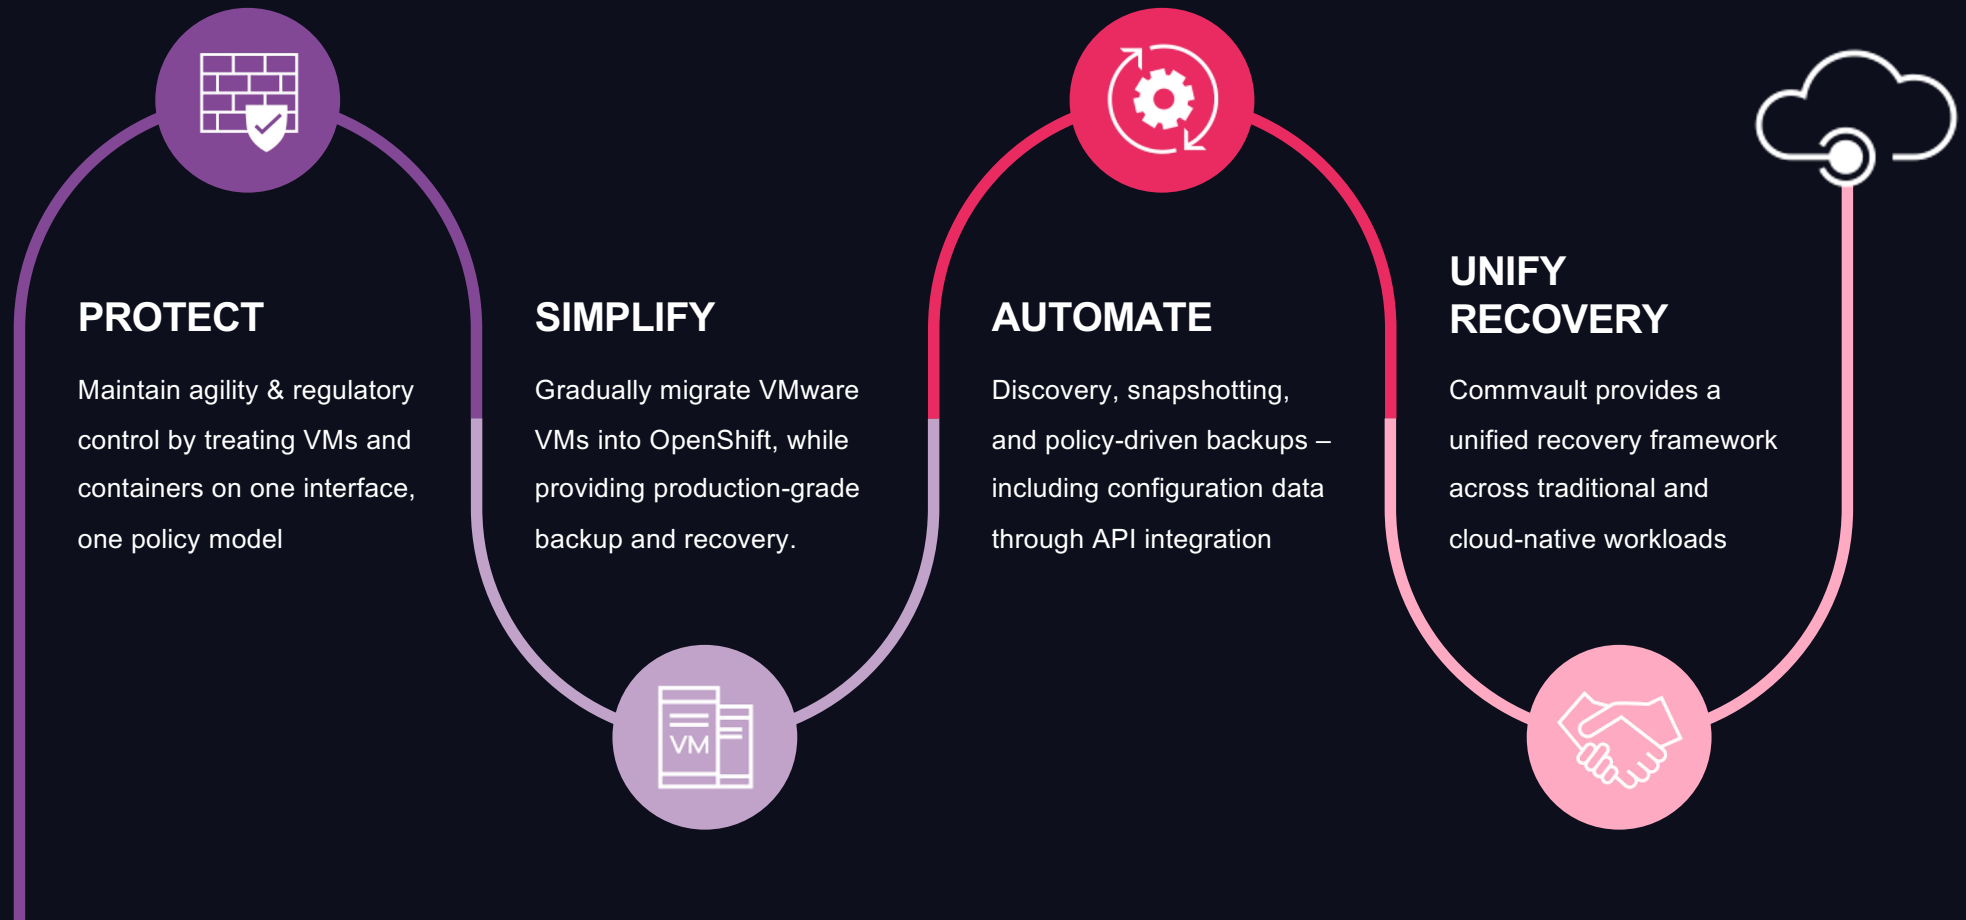 PROTECT
Maintain agility & regulatory
control by treating VMs and
containers on one interface,
one policy model
SIMPLIFY
Gradually migrate VMware
VMs into OpenShift, while
providing production-grade
backup and recovery.
VM
AUTOMATE
Discovery, snapshotting,
and policy-driven backups –
including configuration data
through API integration
UNIFY
RECOVERY
Commvault provides a
unified recovery framework
across traditional and
cloud-native workloads